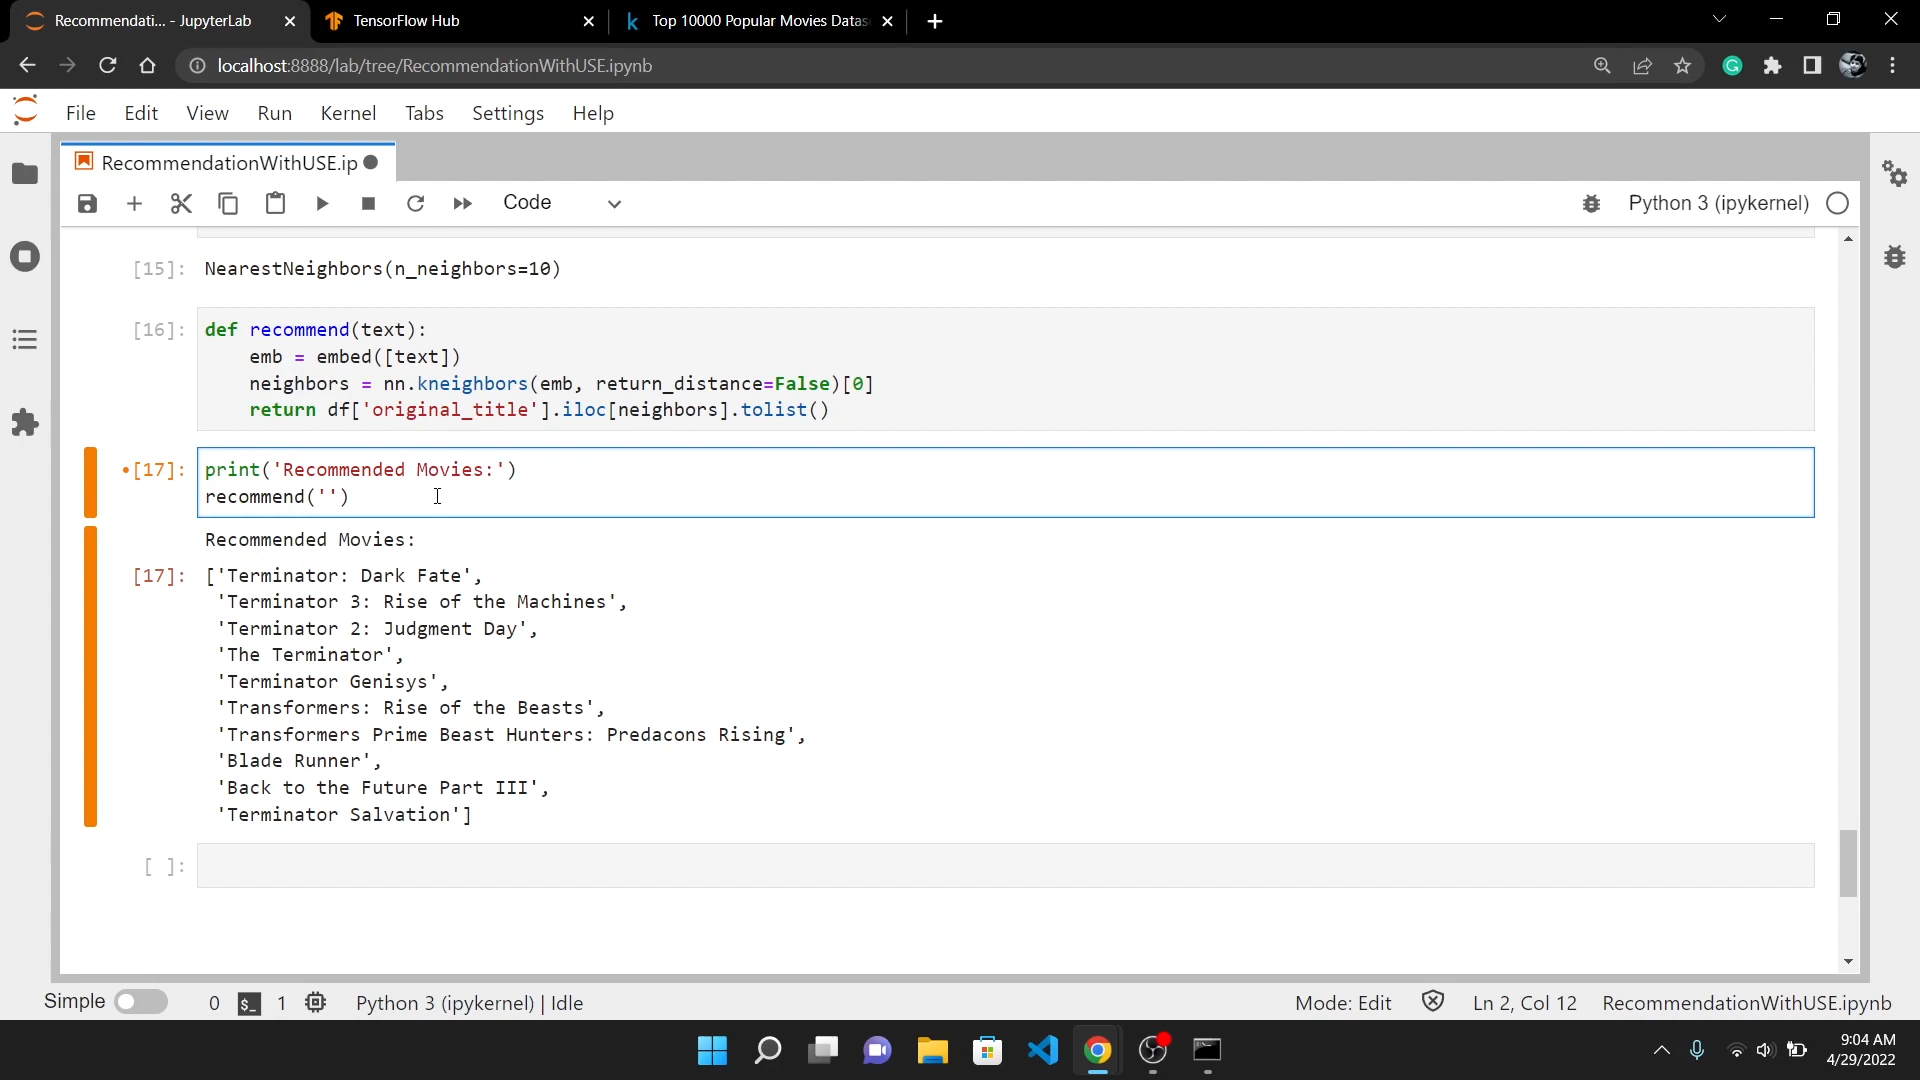 Recommendati... - JupyterLab
TensorFlow Hub
Top 10000 Popular Movies Datas
localhost:8888/lab/tree/RecommendationWithUSE.ipynb
File Edit View Run Kernel Tabs Settings Help
RecommendationWithUSE.ip
Code
Python 3 (ipykernel)
[15]: NearestNeighbors(n_neighbors=10)
[16]: def recommend(text):
emb = embed([text])
neighbors = nn.kneighbors(emb, return_distance=False)[0]
return df['original_title'].iloc[neighbors].tolist()
•[17]: print('Recommended Movies:')
recommend('')
Recommended Movies:
[17]: ['Terminator: Dark Fate',
'Terminator 3: Rise of the Machines',
'Terminator 2: Judgment Day',
'The Terminator',
'Terminator Genisys',
'Transformers: Rise of the Beasts',
'Transformers Prime Beast Hunters: Predacons Rising',
'Blade Runner',
'Back to the Future Part III',
'Terminator Salvation']
[ ]:
Simple 0 $_ 1 Python 3 (ipykernel) | Idle Mode: Edit Ln 2, Col 12 RecommendationWithUSE.ipynb
9:04 AM
4/29/2022